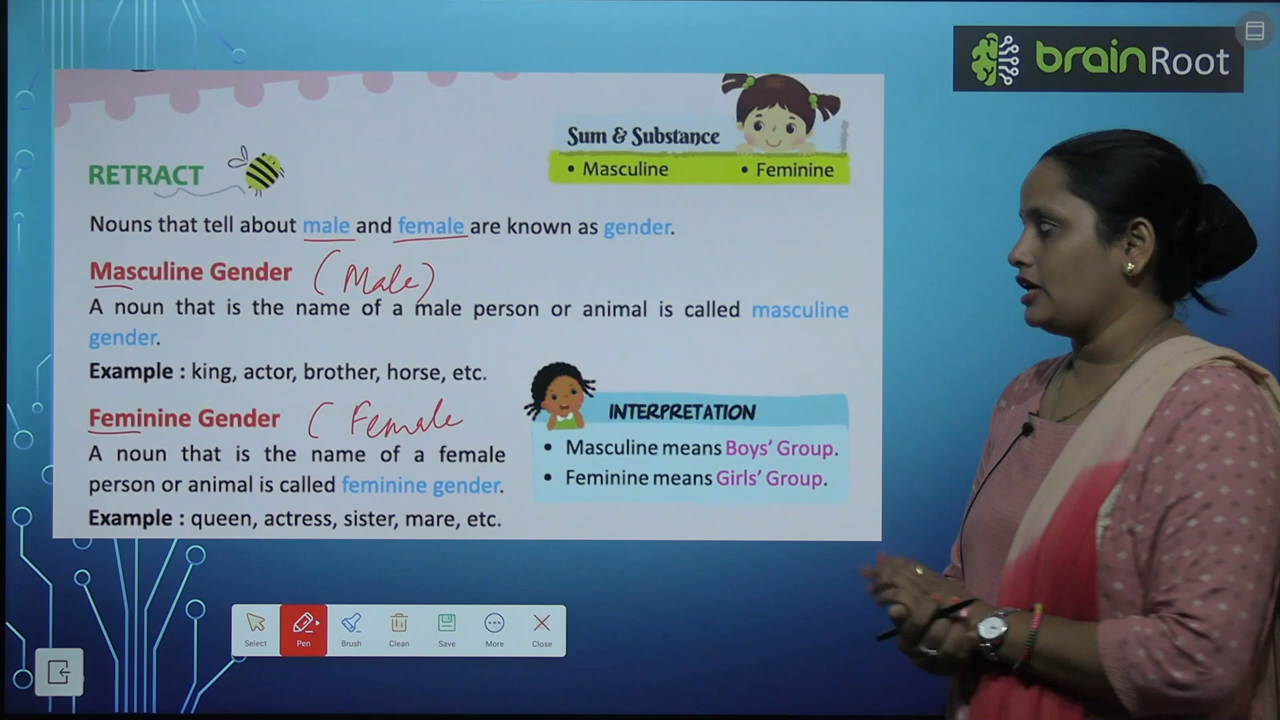 brainRoot
Sum & Substance
• Masculine • Feminine
RETRACT
Nouns that tell about male and female are known as gender.
Masculine Gender (Male)
A noun that is the name of a male person or animal is called masculine
gender.
Example : king, actor, brother, horse, etc.
Feminine Gender ( Female
A noun that is the name of a female
person or animal is called feminine gender.
Example : queen, actress, sister, mare, etc.
INTERPRETATION
• Masculine means Boys’ Group.
• Feminine means Girls’ Group.
Select Pen Brush Clean Save More Close